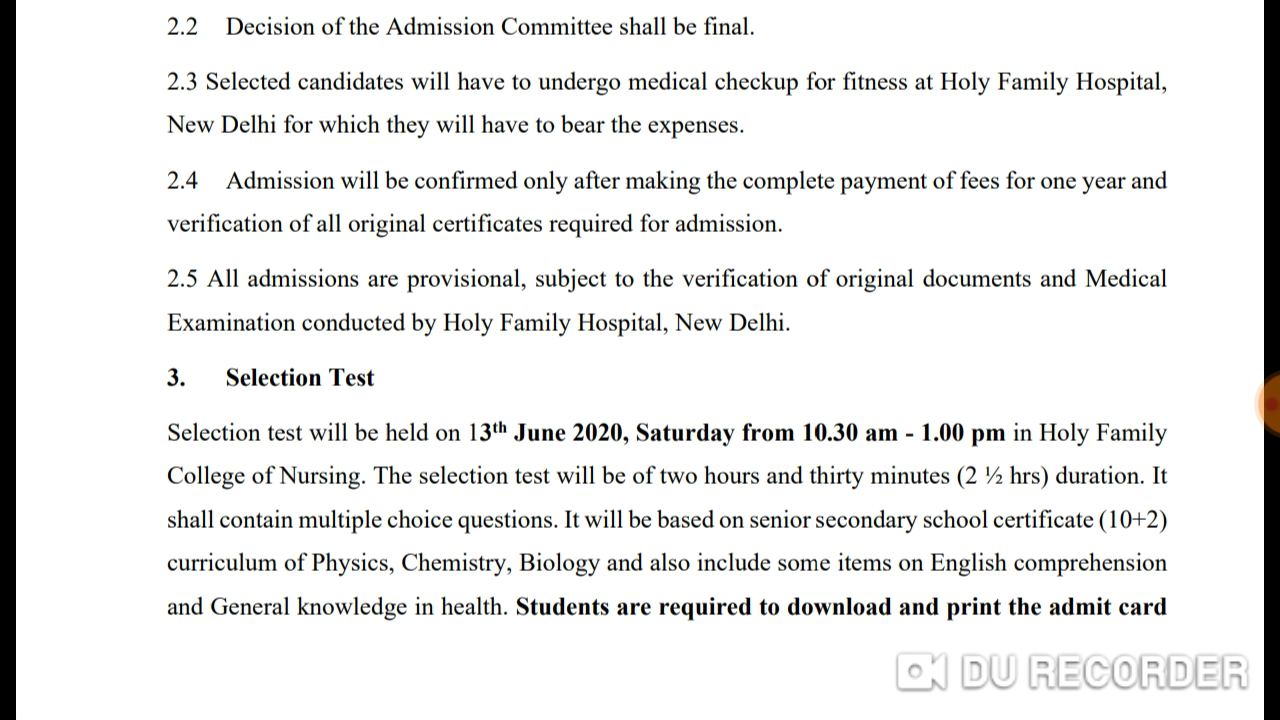 2.2 Decision of the Admission Committee shall be final.
2.3 Selected candidates will have to undergo medical checkup for fitness at Holy Family Hospital,
New Delhi for which they will have to bear the expenses.
2.4 Admission will be confirmed only after making the complete payment of fees for one year and
verification of all original certificates required for admission.
2.5 All admissions are provisional, subject to the verification of original documents and Medical
Examination conducted by Holy Family Hospital, New Delhi.
3. Selection Test
Selection test will be held on 13th June 2020, Saturday from 10.30 am - 1.00 pm in Holy Family
College of Nursing. The selection test will be of two hours and thirty minutes (2 ½ hrs) duration. It
shall contain multiple choice questions. It will be based on senior secondary school certificate (10+2)
curriculum of Physics, Chemistry, Biology and also include some items on English comprehension
and General knowledge in health. Students are required to download and print the admit card
DU RECORDER